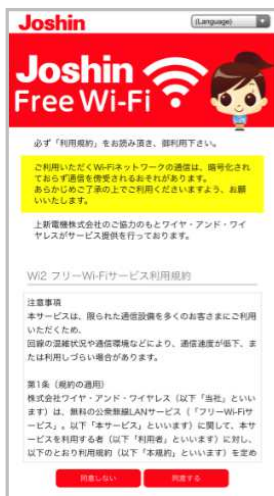 Joshin
(Language)
Joshin
Free Wi-Fi
必ず「利用規約」をお読み頂き、御利用下さい。
ご利用いただくWi-Fiネットワークの通信は、暗号化され
ておらず通信を傍受されるおそれがあります。
あらかじめご了承の上でご利用くださいますよう、お願
いいたします。
上新電機株式会社のご協力のもとワイヤ・アンド・ワイ
ヤレスがサービス提供を行っております。
Wi2 フリーWi-Fiサービス利用規約
注意事項
本サービスは、限られた通信設備を多くのお客さまにご利用
いただくため、
回線の混雑状況や通信環境などにより、通信速度が低下、ま
たは利用しづらい場合があります。
第1条（規約の適用）
株式会社ワイヤ・アンド・ワイヤレス（以下「当社」といい
ます）は、無料の公衆無線LANサービス（「フリーWi-Fiサ
ービス」。以下「本サービス」といいます）に関して、本サ
ービスを利用する者（以下「利用者」といいます）に対し、
以下のとおり利用規約（以下「本規約」といいます）を定め
同意しない
同意する